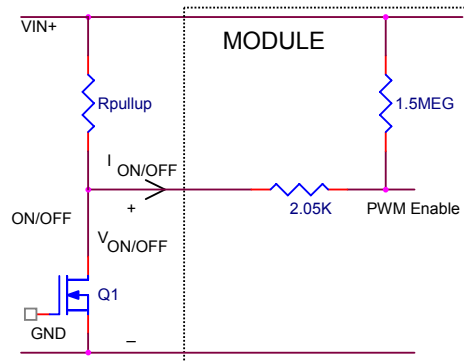 VIN+
MODULE
Rpullup
1.5MEG
I ON/OFF
+
ON/OFF
2.05K
PWM Enable
V ON/OFF
Q1
GND
–